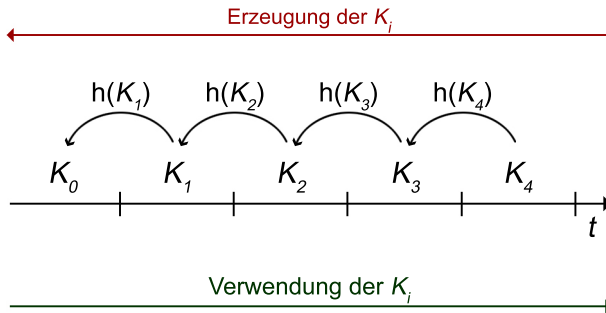 Erzeugung der Ki
h(K1) h(K2) h(K3) h(K4)
K0 K1 K2 K3 K4
t
Verwendung der Ki